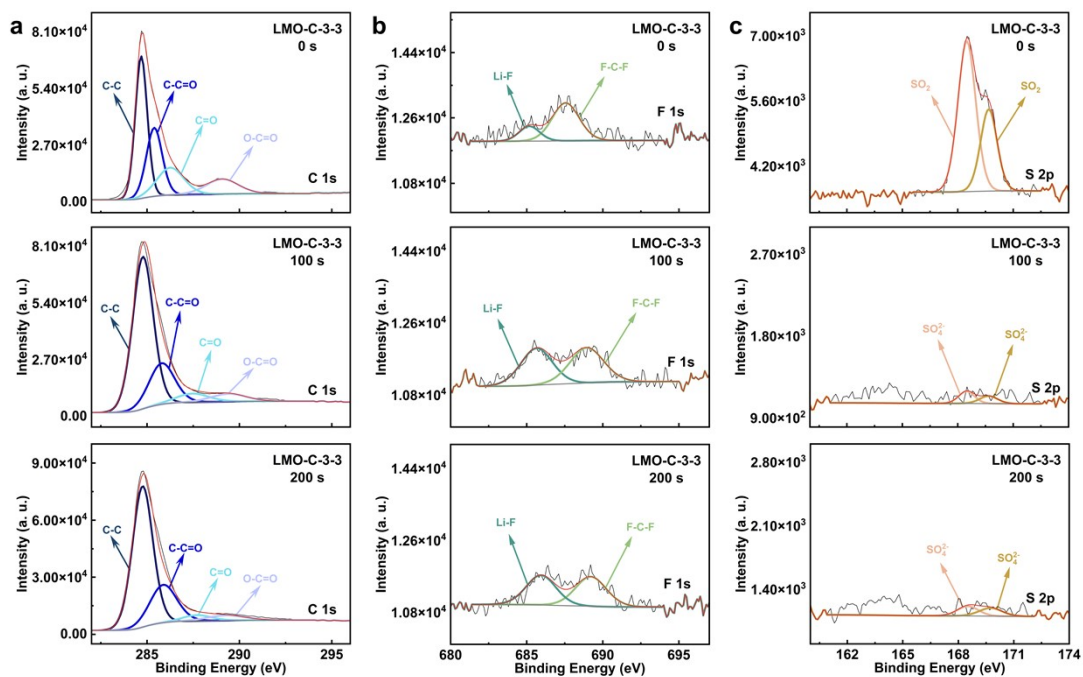 a
LMO-C-3-3
0 s
8.10×10⁴
5.40×10⁴
2.70×10⁴
0.00
Intensity (a. u.)
C-C
C-C=O
C=O
O-C=O
C 1s
LMO-C-3-3
100 s
8.10×10⁴
5.40×10⁴
2.70×10⁴
0.00
Intensity (a. u.)
C-C
C-C=O
C=O
O-C=O
C 1s
LMO-C-3-3
200 s
9.00×10⁴
6.00×10⁴
3.00×10⁴
0.00
Intensity (a. u.)
C-C
C-C=O
C=O
O-C=O
C 1s
285 290 295
Binding Energy (eV)
b
LMO-C-3-3
0 s
1.44×10⁴
1.26×10⁴
1.08×10⁴
Intensity (a. u.)
Li-F
F-C-F
F 1s
LMO-C-3-3
100 s
1.44×10⁴
1.26×10⁴
1.08×10⁴
Intensity (a. u.)
Li-F
F-C-F
F 1s
LMO-C-3-3
200 s
1.44×10⁴
1.26×10⁴
1.08×10⁴
Intensity (a. u.)
Li-F
F-C-F
F 1s
680 685 690 695
Binding Energy (eV)
c
LMO-C-3-3
0 s
7.00×10³
5.60×10³
4.20×10³
Intensity (a. u.)
SO₂
SO₂
S 2p
LMO-C-3-3
100 s
2.70×10³
1.80×10³
9.00×10²
Intensity (a. u.)
SO₄²⁻
SO₄²⁻
S 2p
LMO-C-3-3
200 s
2.80×10³
2.10×10³
1.40×10³
Intensity (a. u.)
SO₄²⁻
SO₄²⁻
S 2p
162 165 168 171 174
Binding Energy (eV)